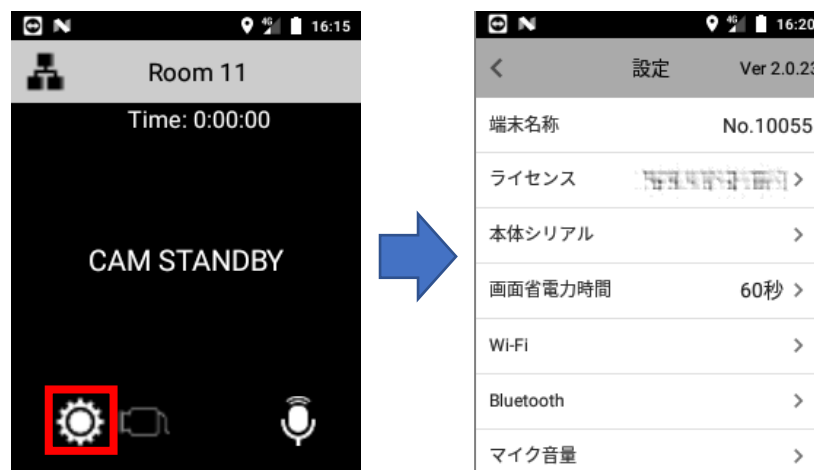 4G 16:15
Room 11
Time: 0:00:00
CAM STANDBY
4G 16:20
設定 Ver 2.0.23
端末名称 No.10055
ライセンス
本体シリアル
画面省電力時間 60秒
Wi-Fi
Bluetooth
マイク音量